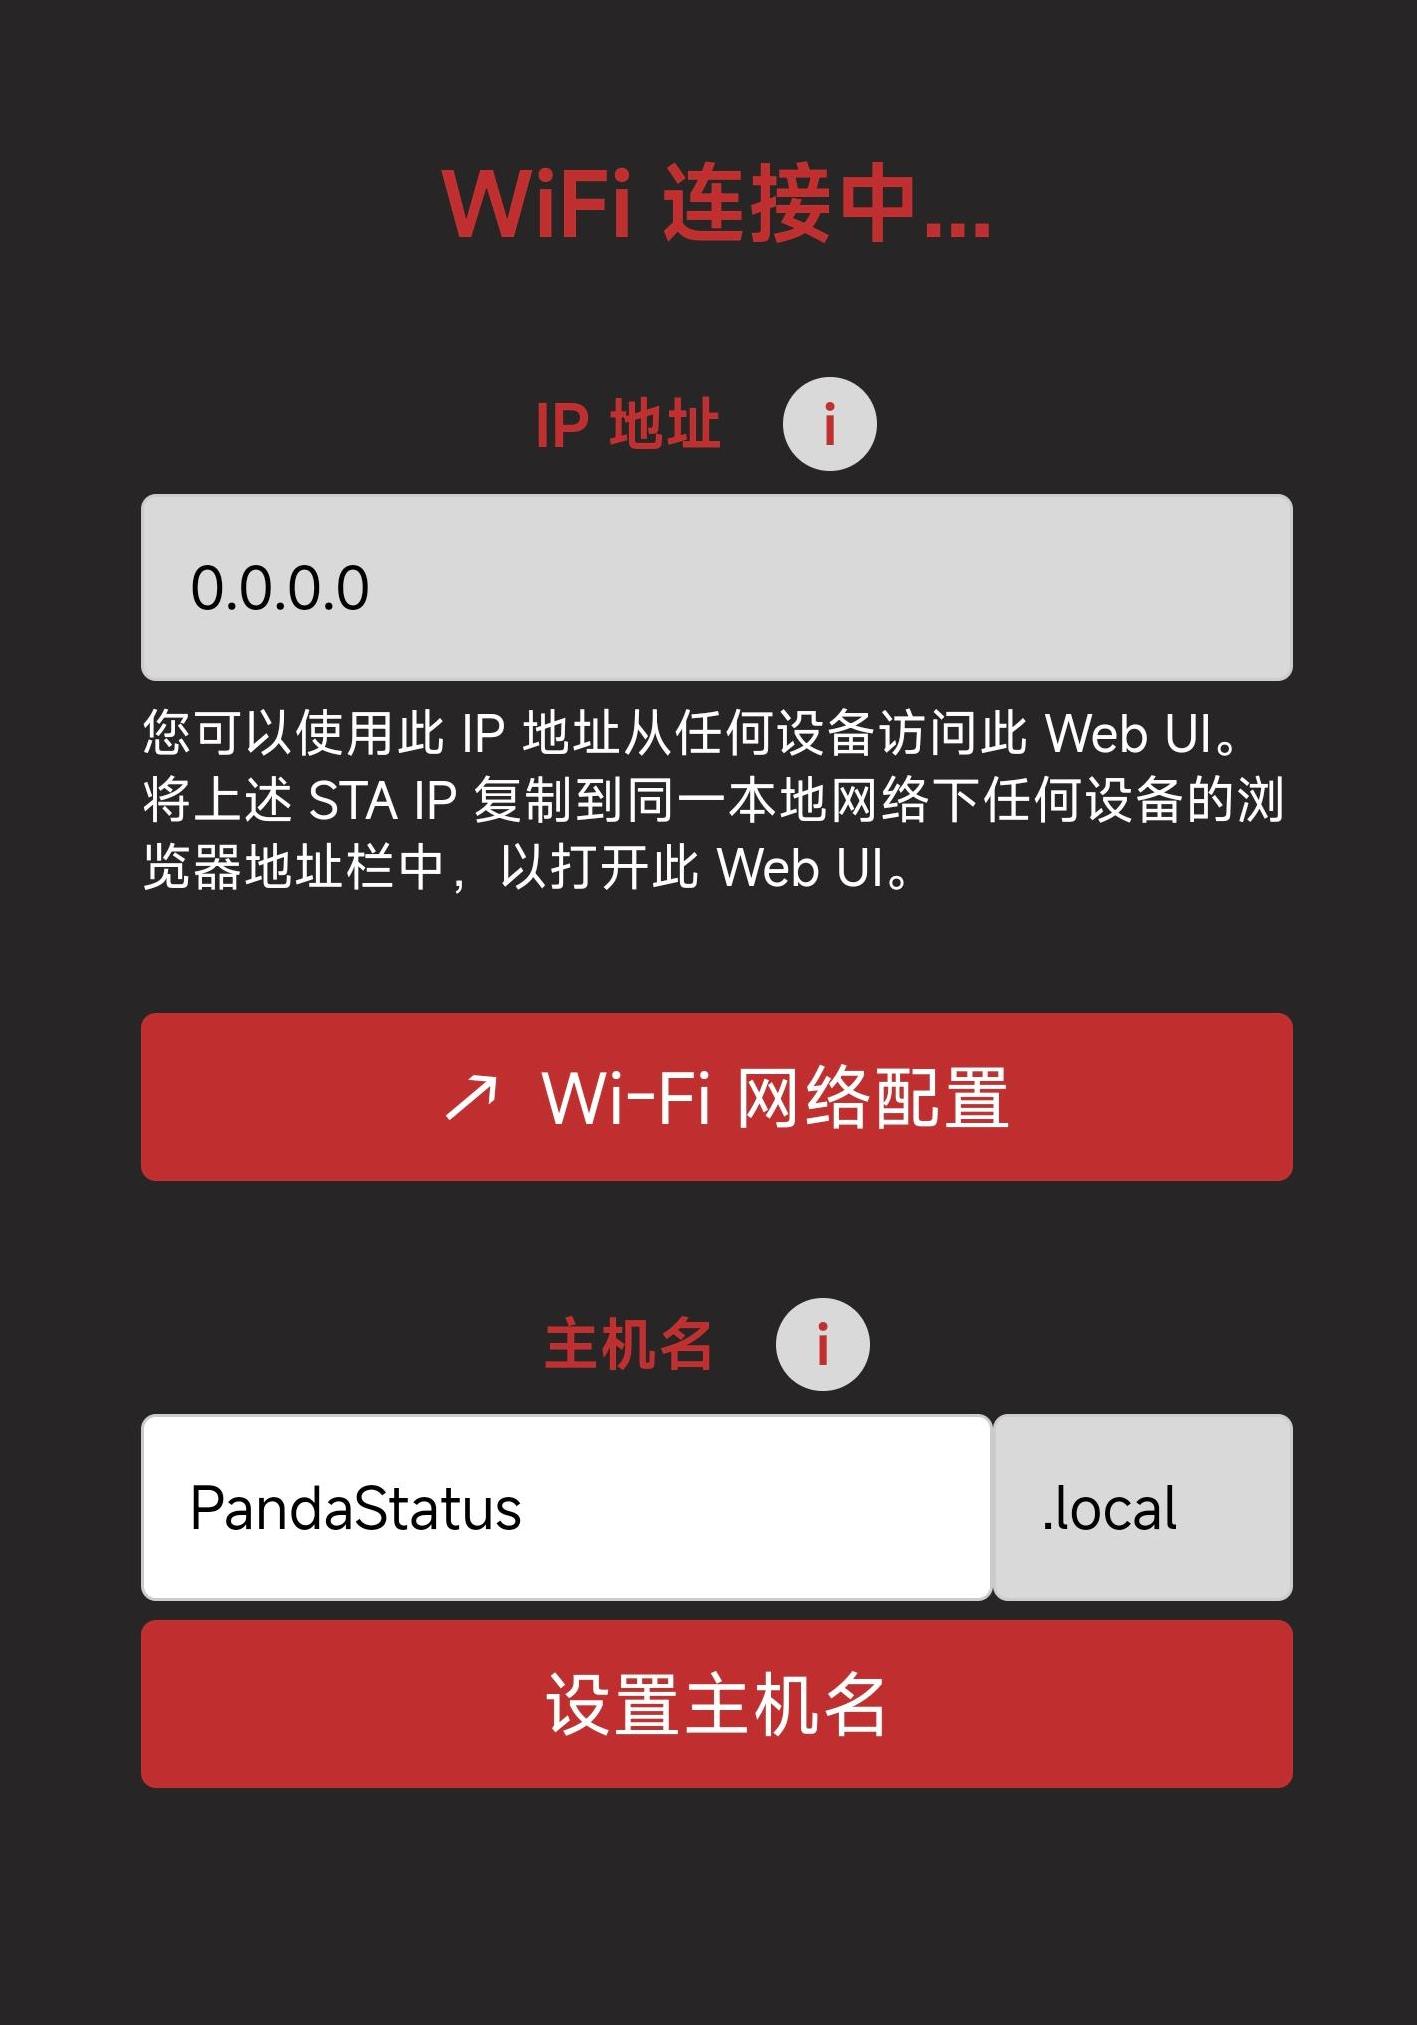 WiFi 连接中...
IP 地址 i
0.0.0.0
您可以使用此 IP 地址从任何设备访问此 Web UI。
将上述 STA IP 复制到同一本地网络下任何设备的浏
览器地址栏中，以打开此 Web UI。
↗ Wi-Fi 网络配置
主机名 i
PandaStatus .local
设置主机名